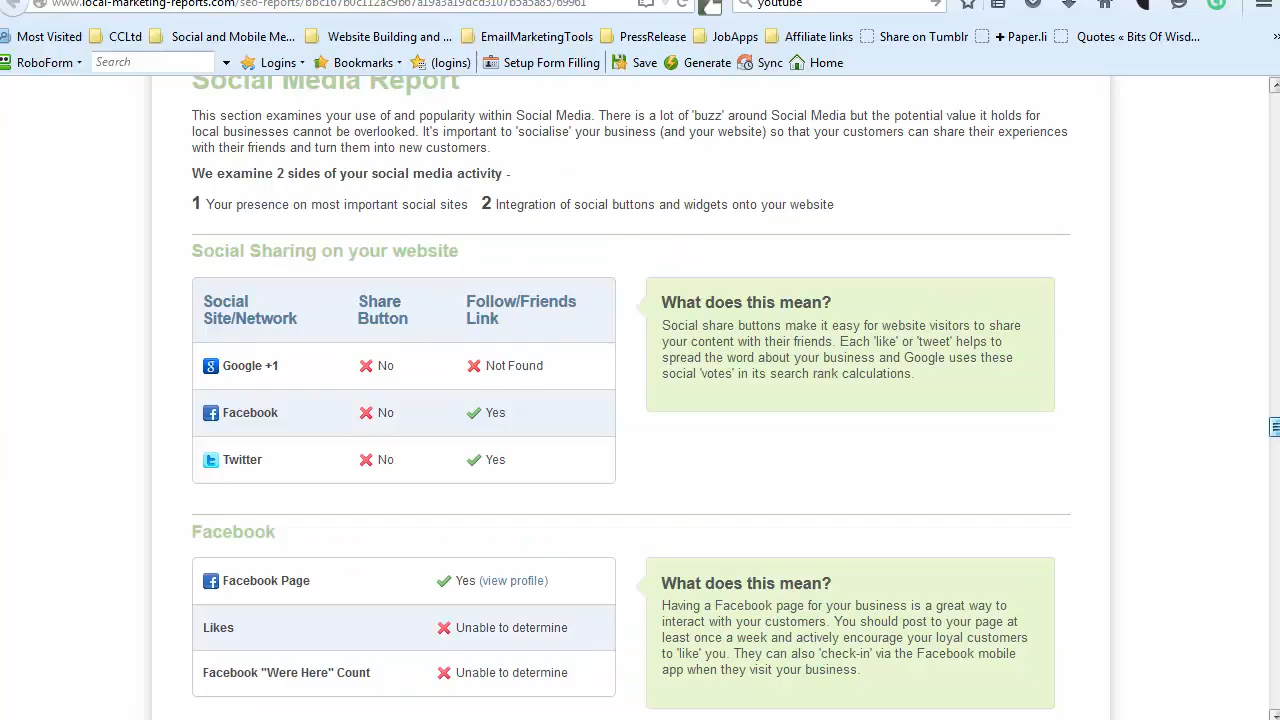 www.local-marketing-reports.com/seo-reports/
youtube
Most Visited CCLtd Social and Mobile Me... Website Building and ... EmailMarketingTools PressRelease JobApps Affiliate links Share on Tumblr + Paper.li Quotes « Bits Of Wisd...
RoboForm Search Logins Bookmarks (logins) Setup Form Filling Save Generate Sync Home
Social Media Report
This section examines your use of and popularity within Social Media. There is a lot of 'buzz' around Social Media but the potential value it holds for
local businesses cannot be overlooked. It's important to 'socialise' your business (and your website) so that your customers can share their experiences
with their friends and turn them into new customers.
We examine 2 sides of your social media activity -
1 Your presence on most important social sites 2 Integration of social buttons and widgets onto your website
Social Sharing on your website
Social Site/Network Share Button Follow/Friends Link
Google +1 No Not Found
Facebook No Yes
Twitter No Yes
What does this mean?
Social share buttons make it easy for website visitors to share
your content with their friends. Each 'like' or 'tweet' helps to
spread the word about your business and Google uses these
social 'votes' in its search rank calculations.
Facebook
Facebook Page Yes (view profile)
Likes Unable to determine
Facebook "Were Here" Count Unable to determine
What does this mean?
Having a Facebook page for your business is a great way to
interact with your customers. You should post to your page at
least once a week and actively encourage your loyal customers
to 'like' you. They can also 'check-in' via the Facebook mobile
app when they visit your business.